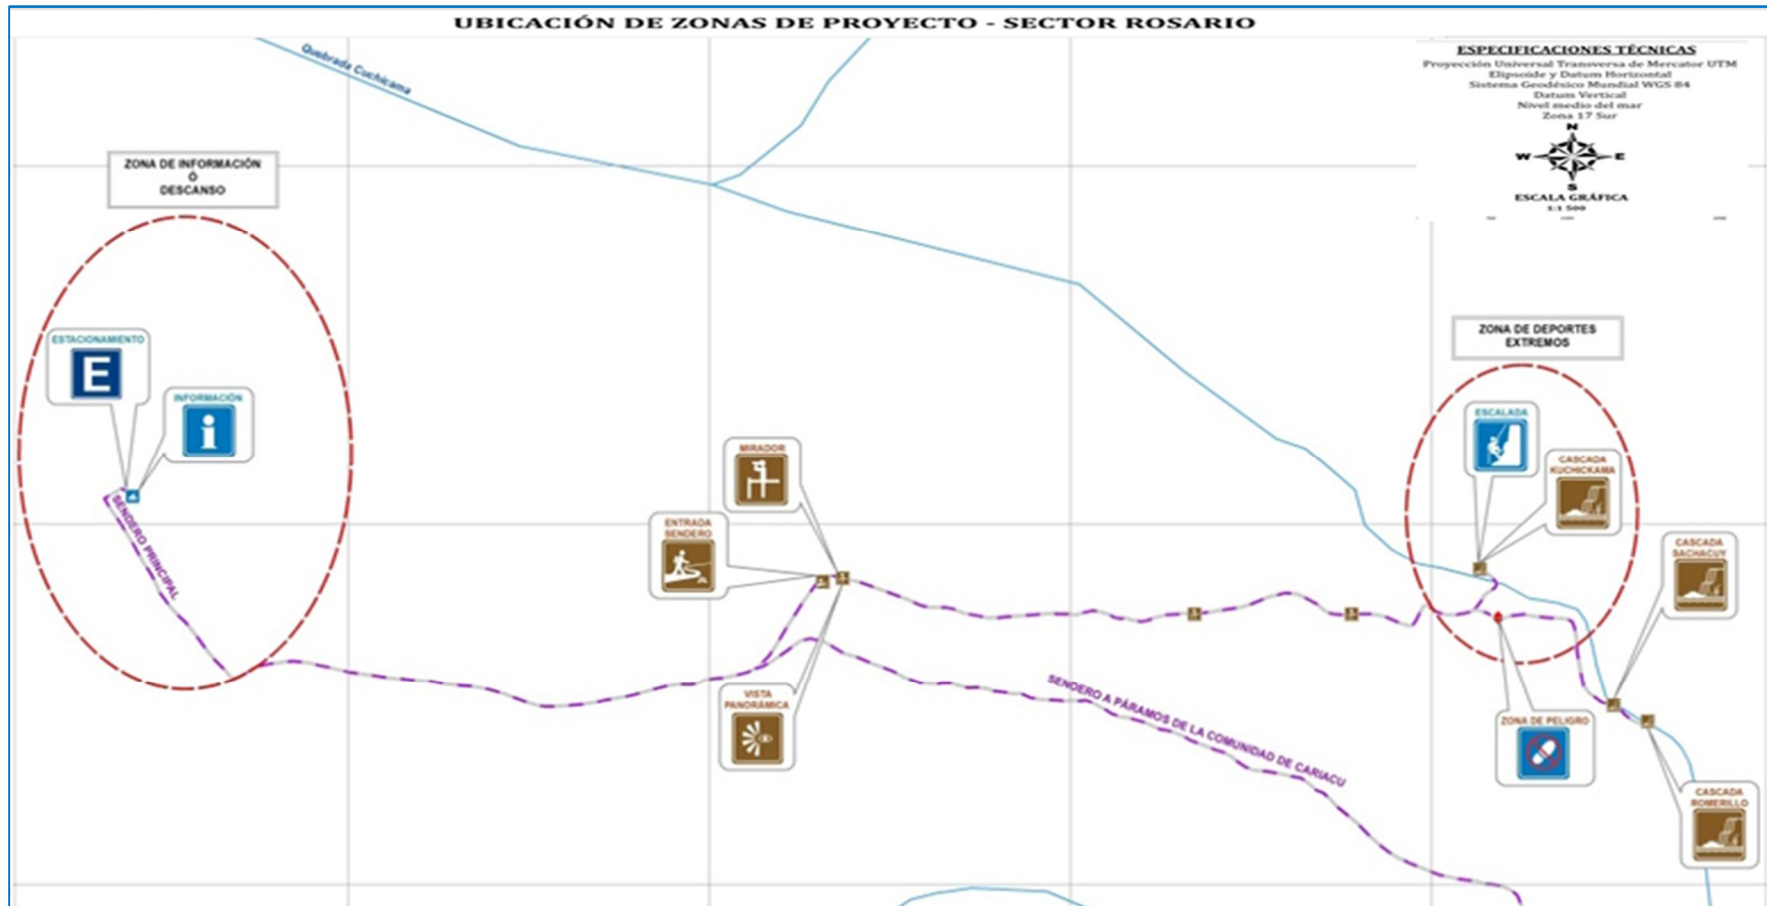 UBICACIÓN DE ZONAS DE PROYECTO - SECTOR ROSARIO
ESPECIFICACIONES TÉCNICAS
Proyección Universal Transversa de Mercator UTM
Elipsoide y Datum Horizontal
Sistema Geodésico Mundial WGS 84
Datum Vertical
Nivel medio del mar
Zona 17 Sur
N
W E
S
ESCALA GRÁFICA
1:1 500
Quebrada Cuchicama
ZONA DE INFORMACIÓN
Ó
DESCANSO
ESTACIONAMIENTO
E
INFORMACIÓN
i
SENDERO PRINCIPAL
MIRADOR
ENTRADA
SENDERO
VISTA
PANORÁMICA
SENDERO A PÁRAMOS DE LA COMUNIDAD DE CARIACU
ZONA DE DEPORTES
EXTREMOS
ESCALADA
CASCADA
KUCHICKAMA
CASCADA
SACHACUY
ZONA DE PELIGRO
CASCADA
ROMERILLO